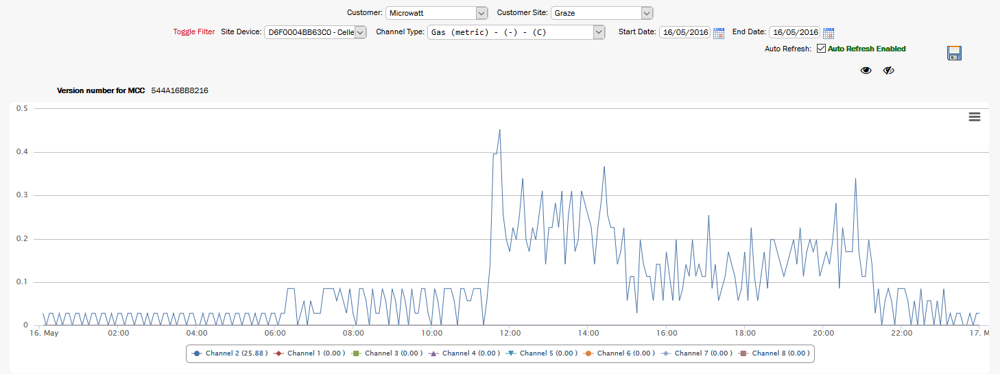 Customer: Microwatt Customer Site: Graze
Toggle Filter Site Device: D6F0004BB63C0 - Celle Channel Type: Gas (metric) - (-) - (C) Start Date: 16/05/2016 End Date: 16/05/2016
Auto Refresh: Auto Refresh Enabled
Version number for MCC 544A16BB8216
0.5
0.4
0.3
0.2
0.1
0
16. May 02:00 04:00 06:00 08:00 10:00 12:00 14:00 16:00 18:00 20:00 22:00 17. M
Channel 2 (25.88 ) Channel 1 (0.00 ) Channel 3 (0.00 ) Channel 4 (0.00 ) Channel 5 (0.00 ) Channel 6 (0.00 ) Channel 7 (0.00 ) Channel 8 (0.00 )